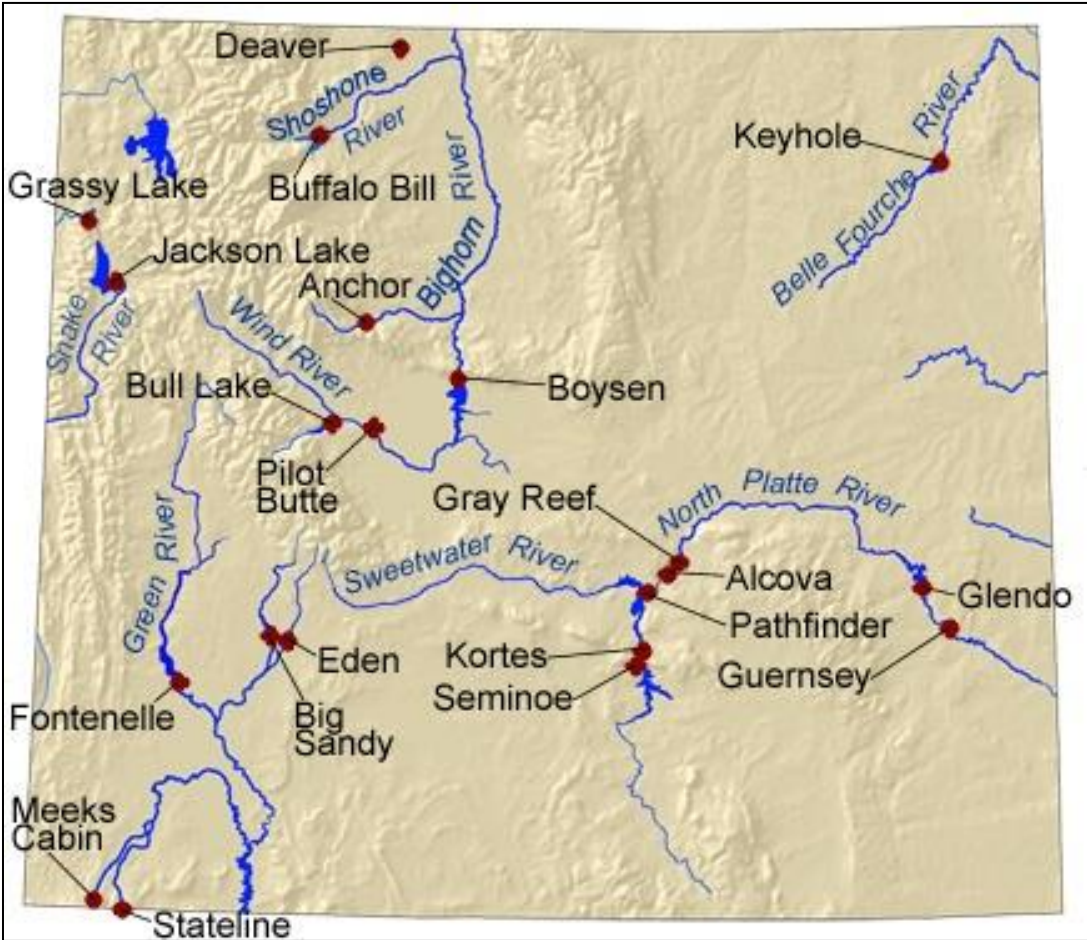 Deaver
Shoshone
River
Buffalo Bill
Keyhole
River
Belle Fourche
Grassy Lake
Jackson Lake
Snake
River
Anchor
Bighorn
River
Wind River
Bull Lake
Boysen
Pilot
Butte
Gray Reef
North Platte River
Green River
Sweetwater River
Alcova
Glendo
Pathfinder
Eden
Kortes
Seminoe
Guernsey
Fontenelle
Big
Sandy
Meeks
Cabin
Stateline